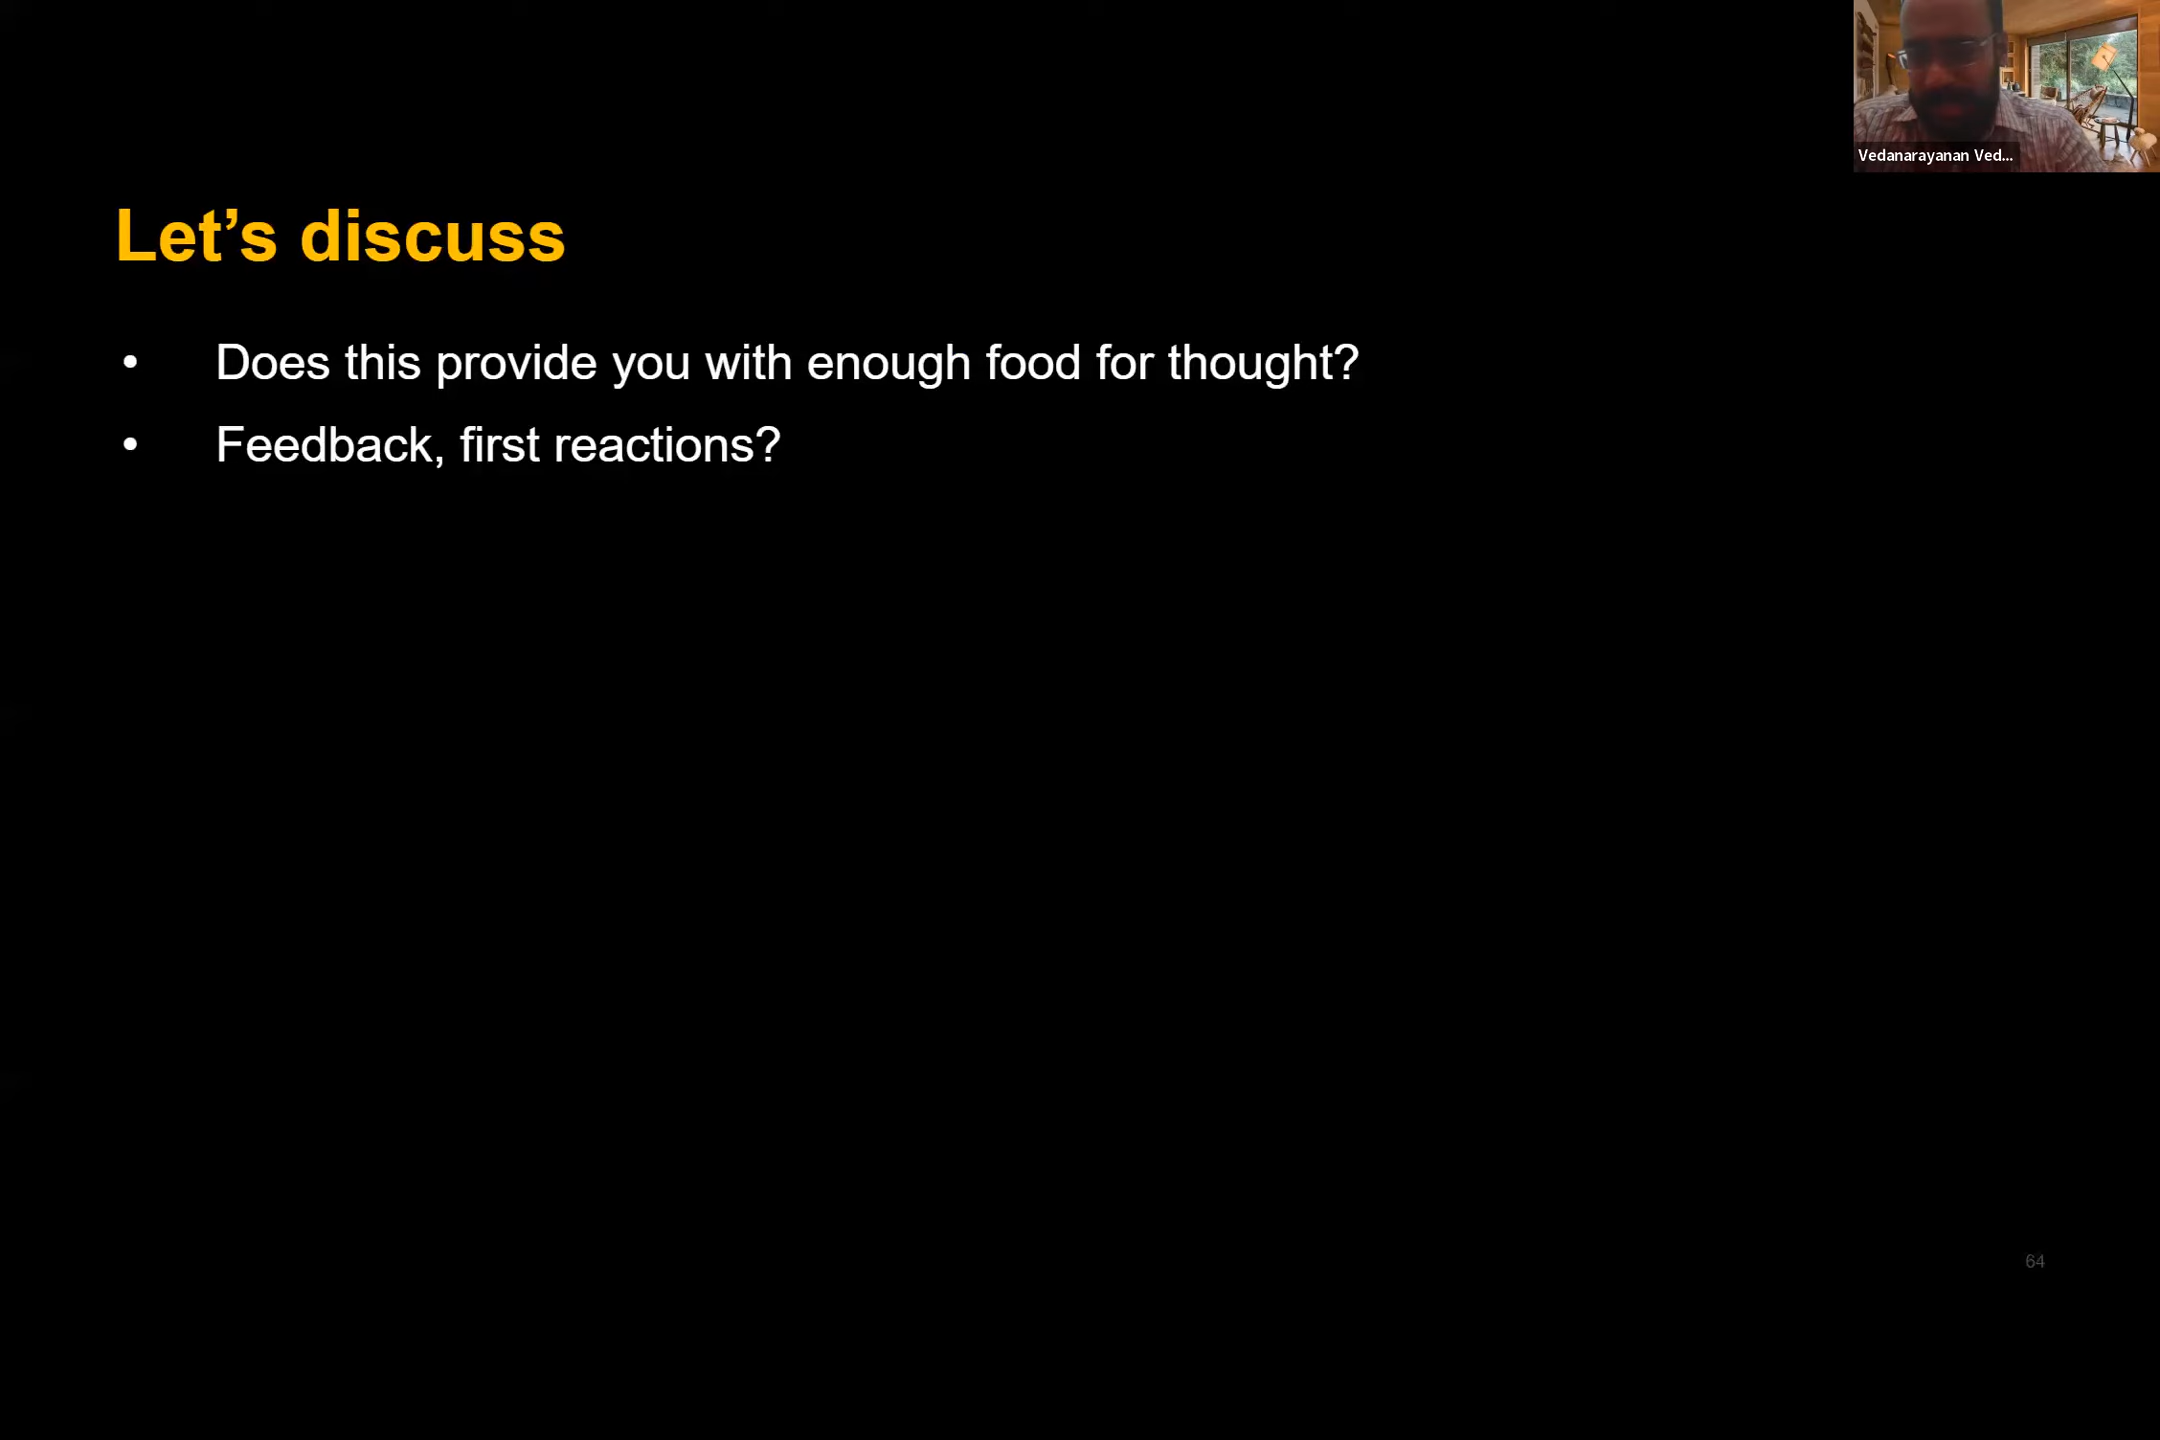 Vedanarayanan Ved...
Let’s discuss
• Does this provide you with enough food for thought?
• Feedback, first reactions?
64